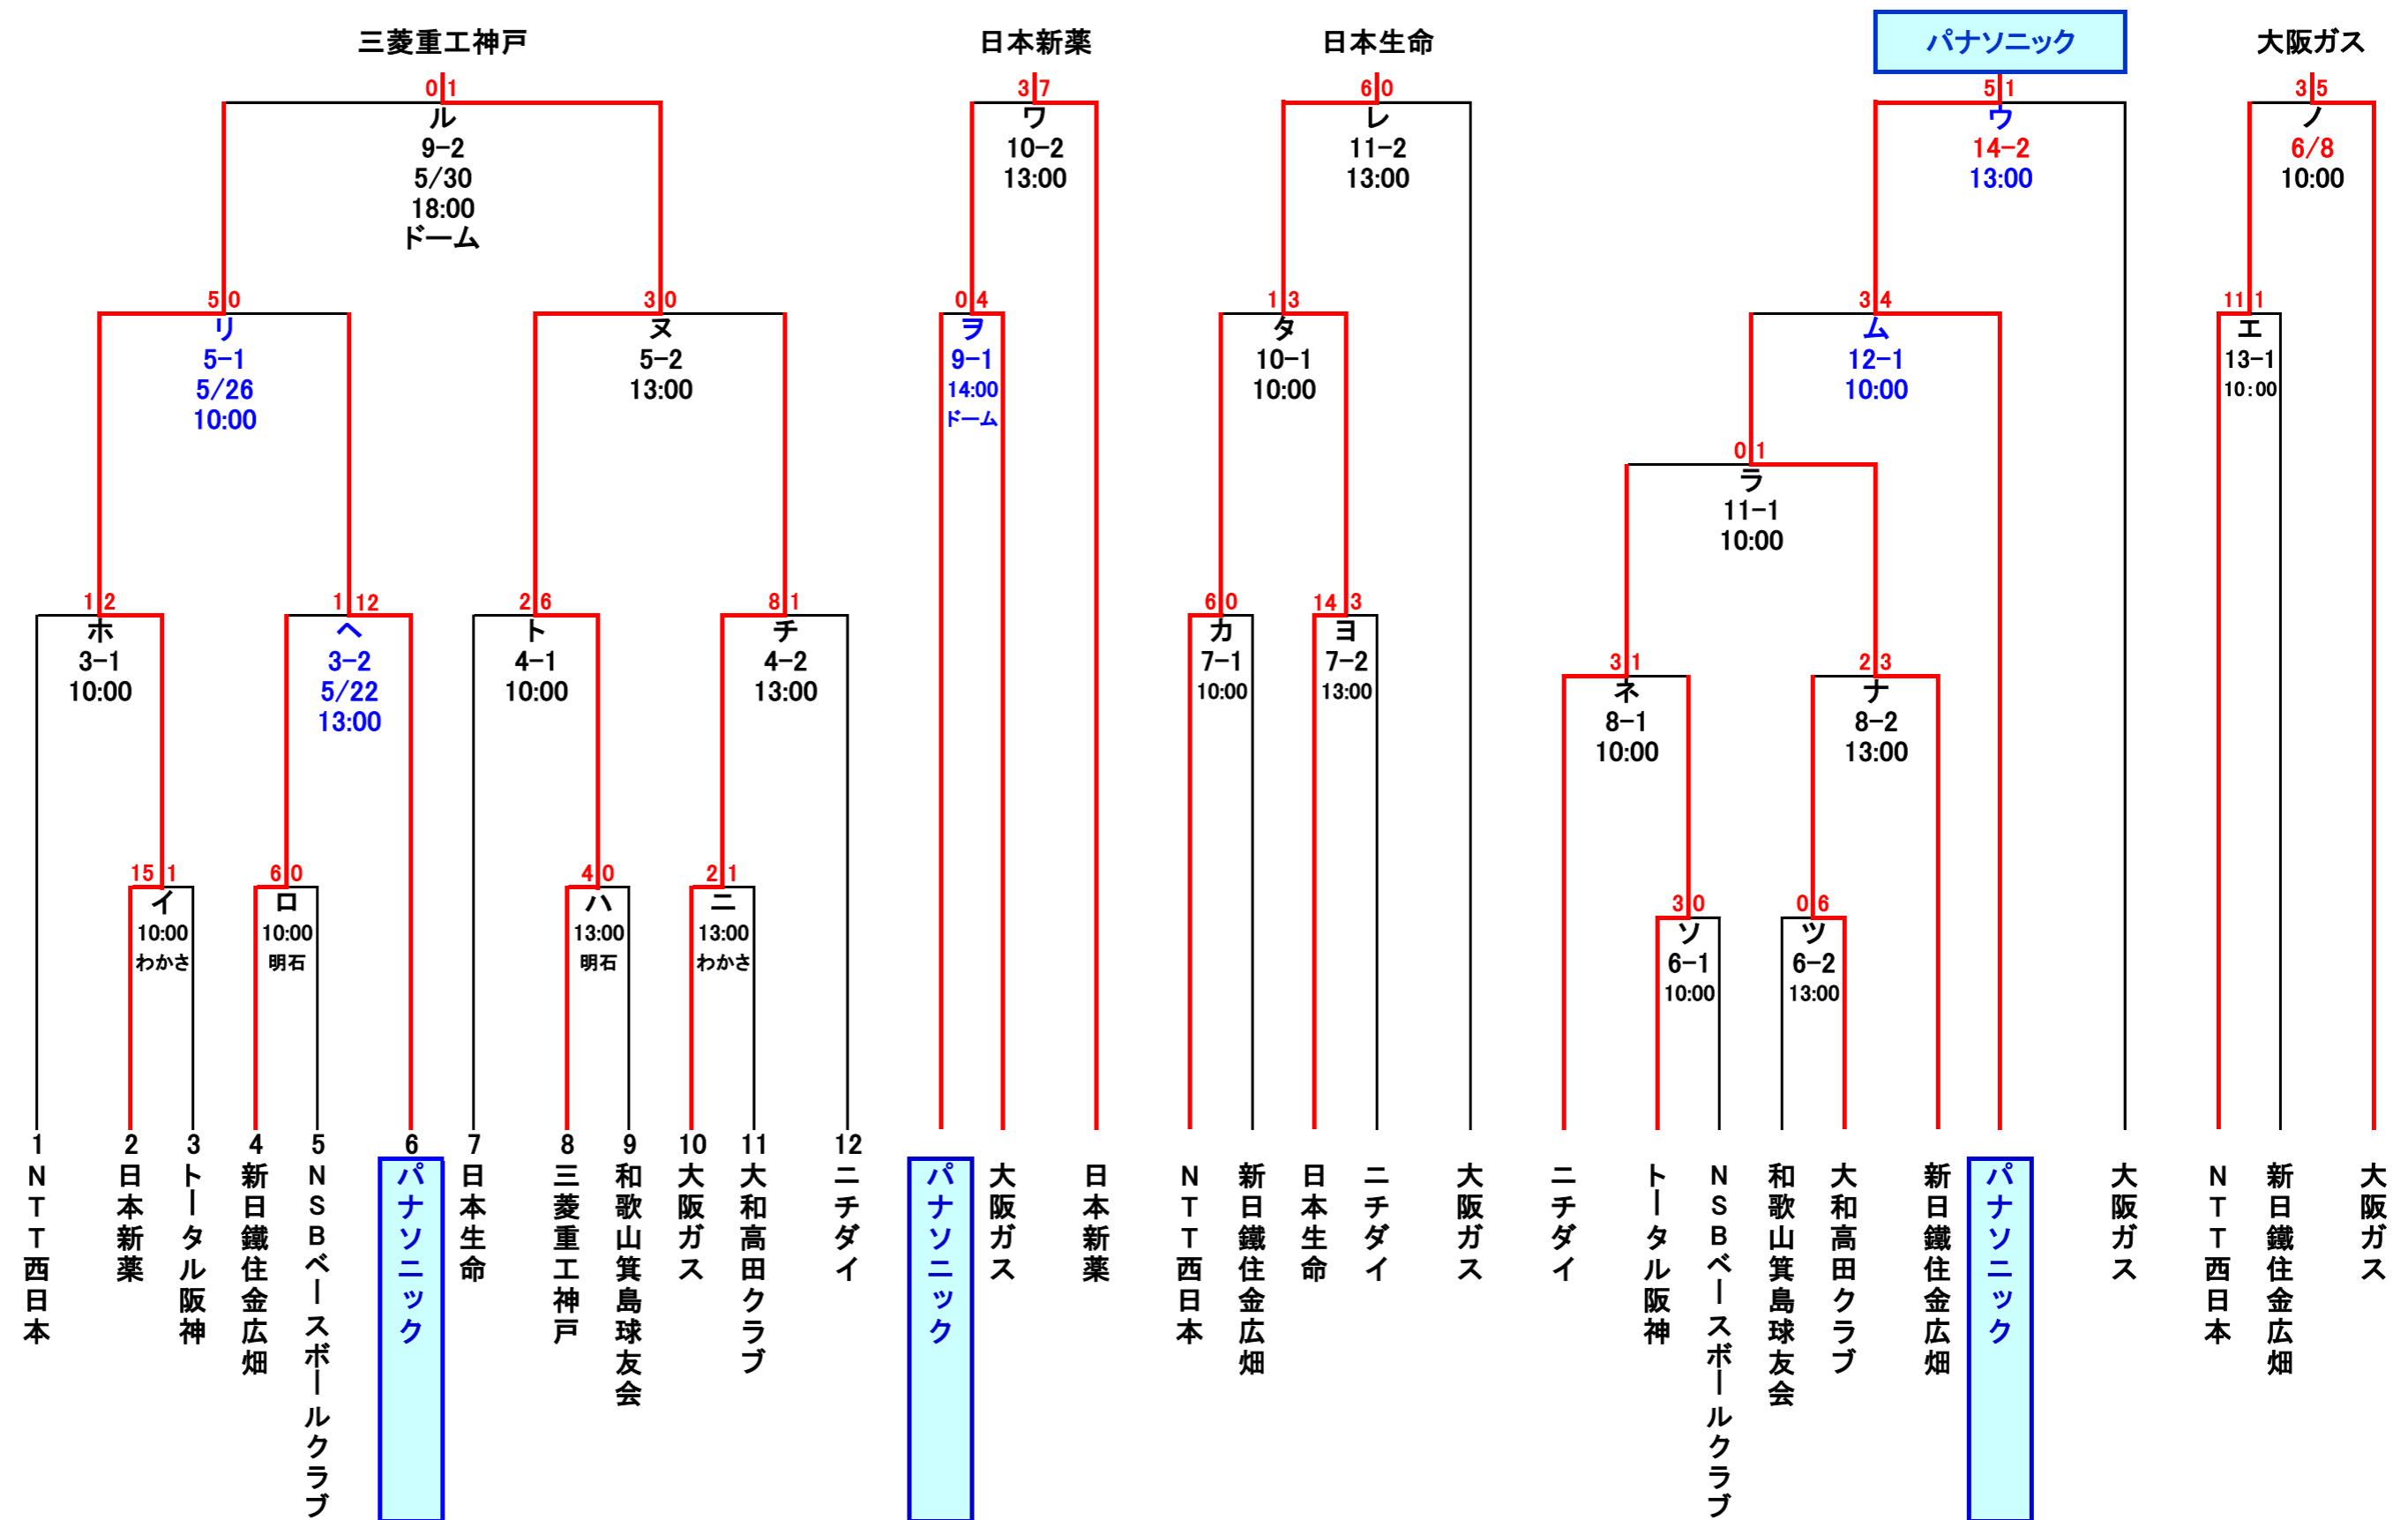 三菱重工神戸
日本新薬
日本生命
パナソニック
大阪ガス
0 1
ル
9-2
5/30
18:00
ドーム
3 7
ワ
10-2
13:00
6 0
レ
11-2
13:00
5 1
ウ
14-2
13:00
3 5
ノ
6/8
10:00
5 0
リ
5-1
5/26
10:00
3 0
ヌ
5-2
13:00
0 4
ヲ
9-1
14:00
ドーム
1 3
タ
10-1
10:00
3 4
ム
12-1
10:00
11 1
エ
13-1
10:00
0 1
ラ
11-1
10:00
1 2
ホ
3-1
10:00
1 12
ヘ
3-2
5/22
13:00
2 6
ト
4-1
10:00
8 1
チ
4-2
13:00
6 0
カ
7-1
10:00
14 3
ヨ
7-2
13:00
3 1
ネ
8-1
10:00
2 3
ナ
8-2
13:00
15 1
イ
10:00
わかさ
6 0
ロ
10:00
明石
4 0
ハ
13:00
明石
2 1
ニ
13:00
わかさ
3 0
ソ
6-1
10:00
0 6
ツ
6-2
13:00
1
NTT西日本
2
日本新薬
3
トータル阪神
4
新日鐵住金広畑
5
NSBベースボールクラブ
6
パナソニック
7
日本生命
8
三菱重工神戸
9
和歌山箕島球友会
10
大阪ガス
11
大和高田クラブ
12
ニチダイ
パナソニック
大阪ガス
日本新薬
NTT西日本
新日鐵住金広畑
日本生命
ニチダイ
大阪ガス
ニチダイ
トータル阪神
NSBベースボールクラブ
和歌山箕島球友会
大和高田クラブ
新日鐵住金広畑
パナソニック
大阪ガス
NTT西日本
新日鐵住金広畑
大阪ガス